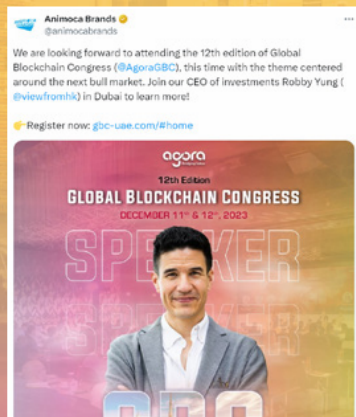 Animoca Brands
@animocabrands
We are looking forward to attending the 12th edition of Global
Blockchain Congress (@AgoraGBC), this time with the theme centered
around the next bull market. Join our CEO of investments Robby Yung (
@viewfromhk) in Dubai to learn more!
👉Register now: gbc-uae.com/#home
agora
12th Edition
GLOBAL BLOCKCHAIN CONGRESS
DECEMBER 11th & 12th, 2023
SPEAKER
SPEAKER